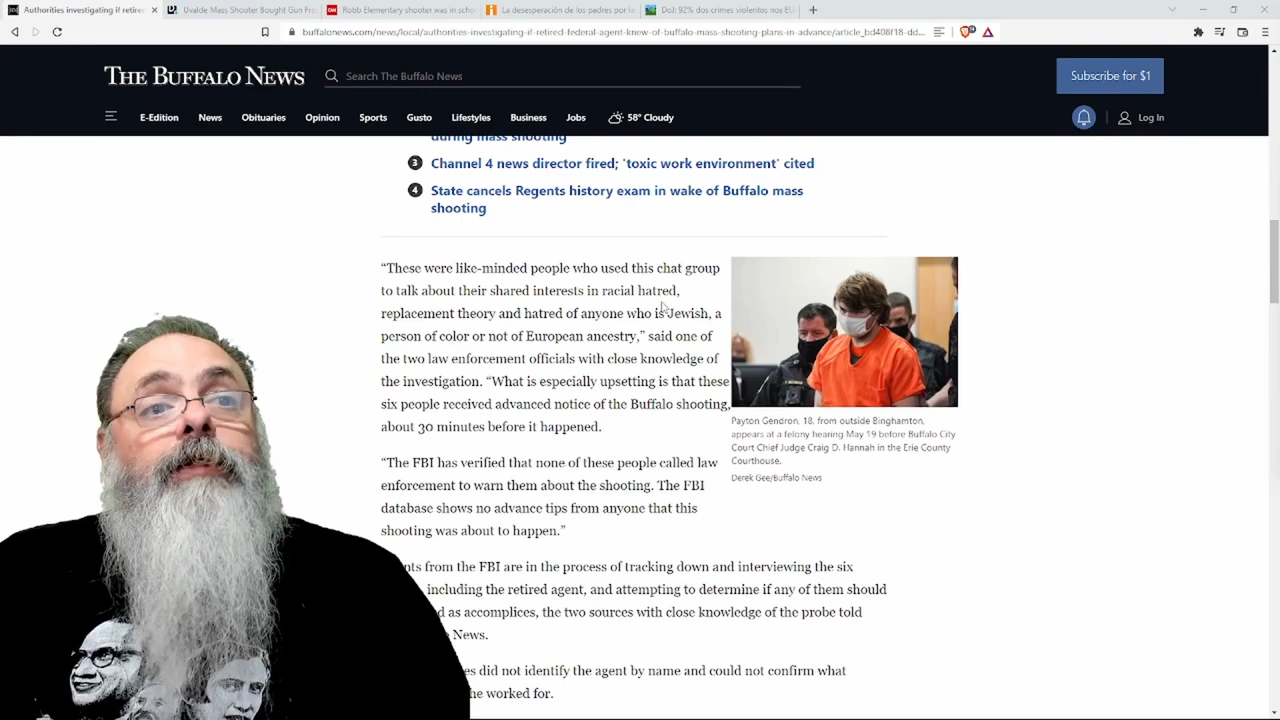 Authorities investigating if retired
Uvalde Mass Shooter Bought Gun Fro
Robb Elementary shooter was in scho
La desesperación de los padres por la
DoJ: 92% dos crimes violentos nos EU
buffalonews.com/news/local/authorities-investigating-if-retired-federal-agent-knew-of-buffalo-mass-shooting-plans-in-advance/article_bd408f18-dd...
THE BUFFALO NEWS
Search The Buffalo News
Subscribe for $1
E-Edition News Obituaries Opinion Sports Gusto Lifestyles Business Jobs 58° Cloudy
Log In
during mass shooting
3 Channel 4 news director fired; 'toxic work environment' cited
4 State cancels Regents history exam in wake of Buffalo mass
shooting
“These were like-minded people who used this chat group
to talk about their shared interests in racial hatred,
replacement theory and hatred of anyone who is Jewish, a
person of color or not of European ancestry,” said one of
the two law enforcement officials with close knowledge of
the investigation. “What is especially upsetting is that these
six people received advanced notice of the Buffalo shooting,
about 30 minutes before it happened.
Payton Gendron, 18, from outside Binghamton,
appears at a felony hearing May 19 before Buffalo City
Court Chief Judge Craig D. Hannah in the Erie County
Courthouse.
Derek Gee/Buffalo News
“The FBI has verified that none of these people called law
enforcement to warn them about the shooting. The FBI
database shows no advance tips from anyone that this
shooting was about to happen.”
nts from the FBI are in the process of tracking down and interviewing the six
including the retired agent, and attempting to determine if any of them should
d as accomplices, the two sources with close knowledge of the probe told
News.
es did not identify the agent by name and could not confirm what
he worked for.